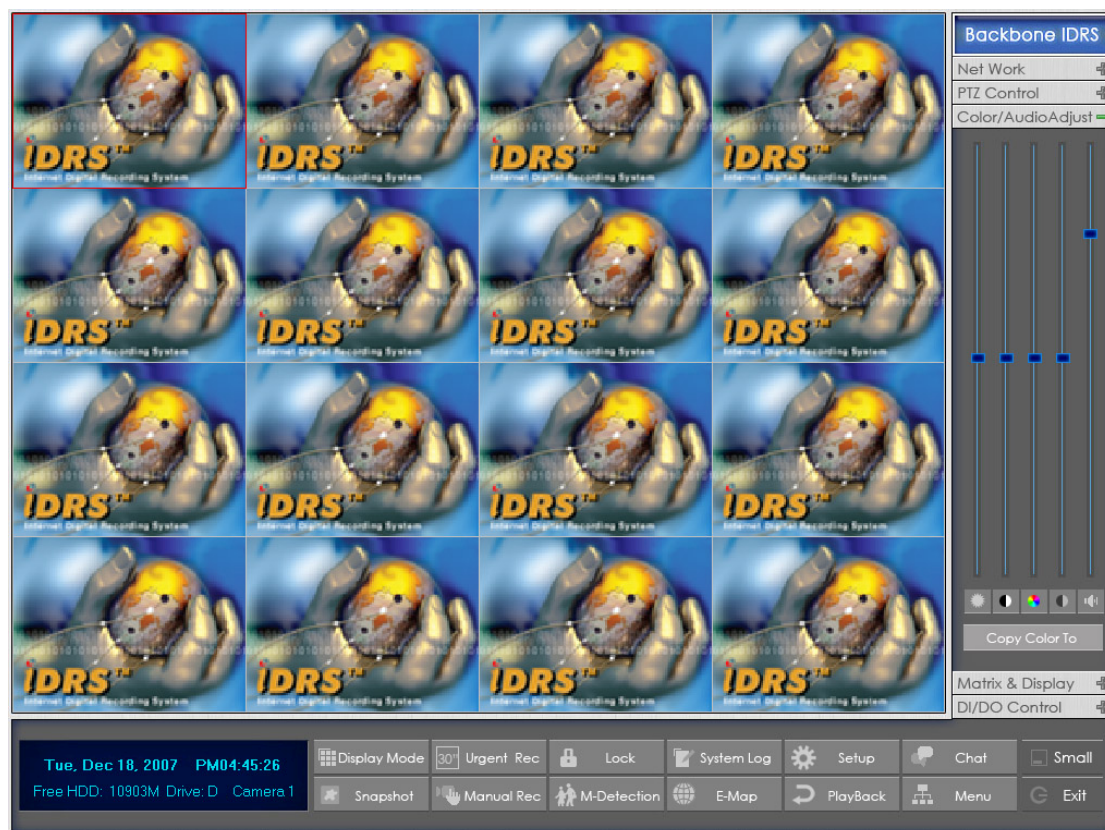 iDRS™ iDRS™ iDRS™ iDRS™
Internet Digital Recording System Internet Digital Recording System Internet Digital Recording System Internet Digital Recording System
iDRS™ iDRS™ iDRS™ iDRS™
Internet Digital Recording System Internet Digital Recording System Internet Digital Recording System Internet Digital Recording System
iDRS™ iDRS™ iDRS™ iDRS™
Internet Digital Recording System Internet Digital Recording System Internet Digital Recording System Internet Digital Recording System
iDRS™ iDRS™ iDRS™ iDRS™
Internet Digital Recording System Internet Digital Recording System Internet Digital Recording System Internet Digital Recording System
Backbone IDRS
Net Work
PTZ Control
Color/AudioAdjust
Copy Color To
Matrix & Display
DI/DO Control
Tue, Dec 18, 2007 PM04:45:26
Free HDD: 10903M Drive: D Camera 1
Display Mode 30" Urgent Rec Lock System Log Setup Chat Small
Snapshot Manual Rec M-Detection E-Map PlayBack Menu Exit